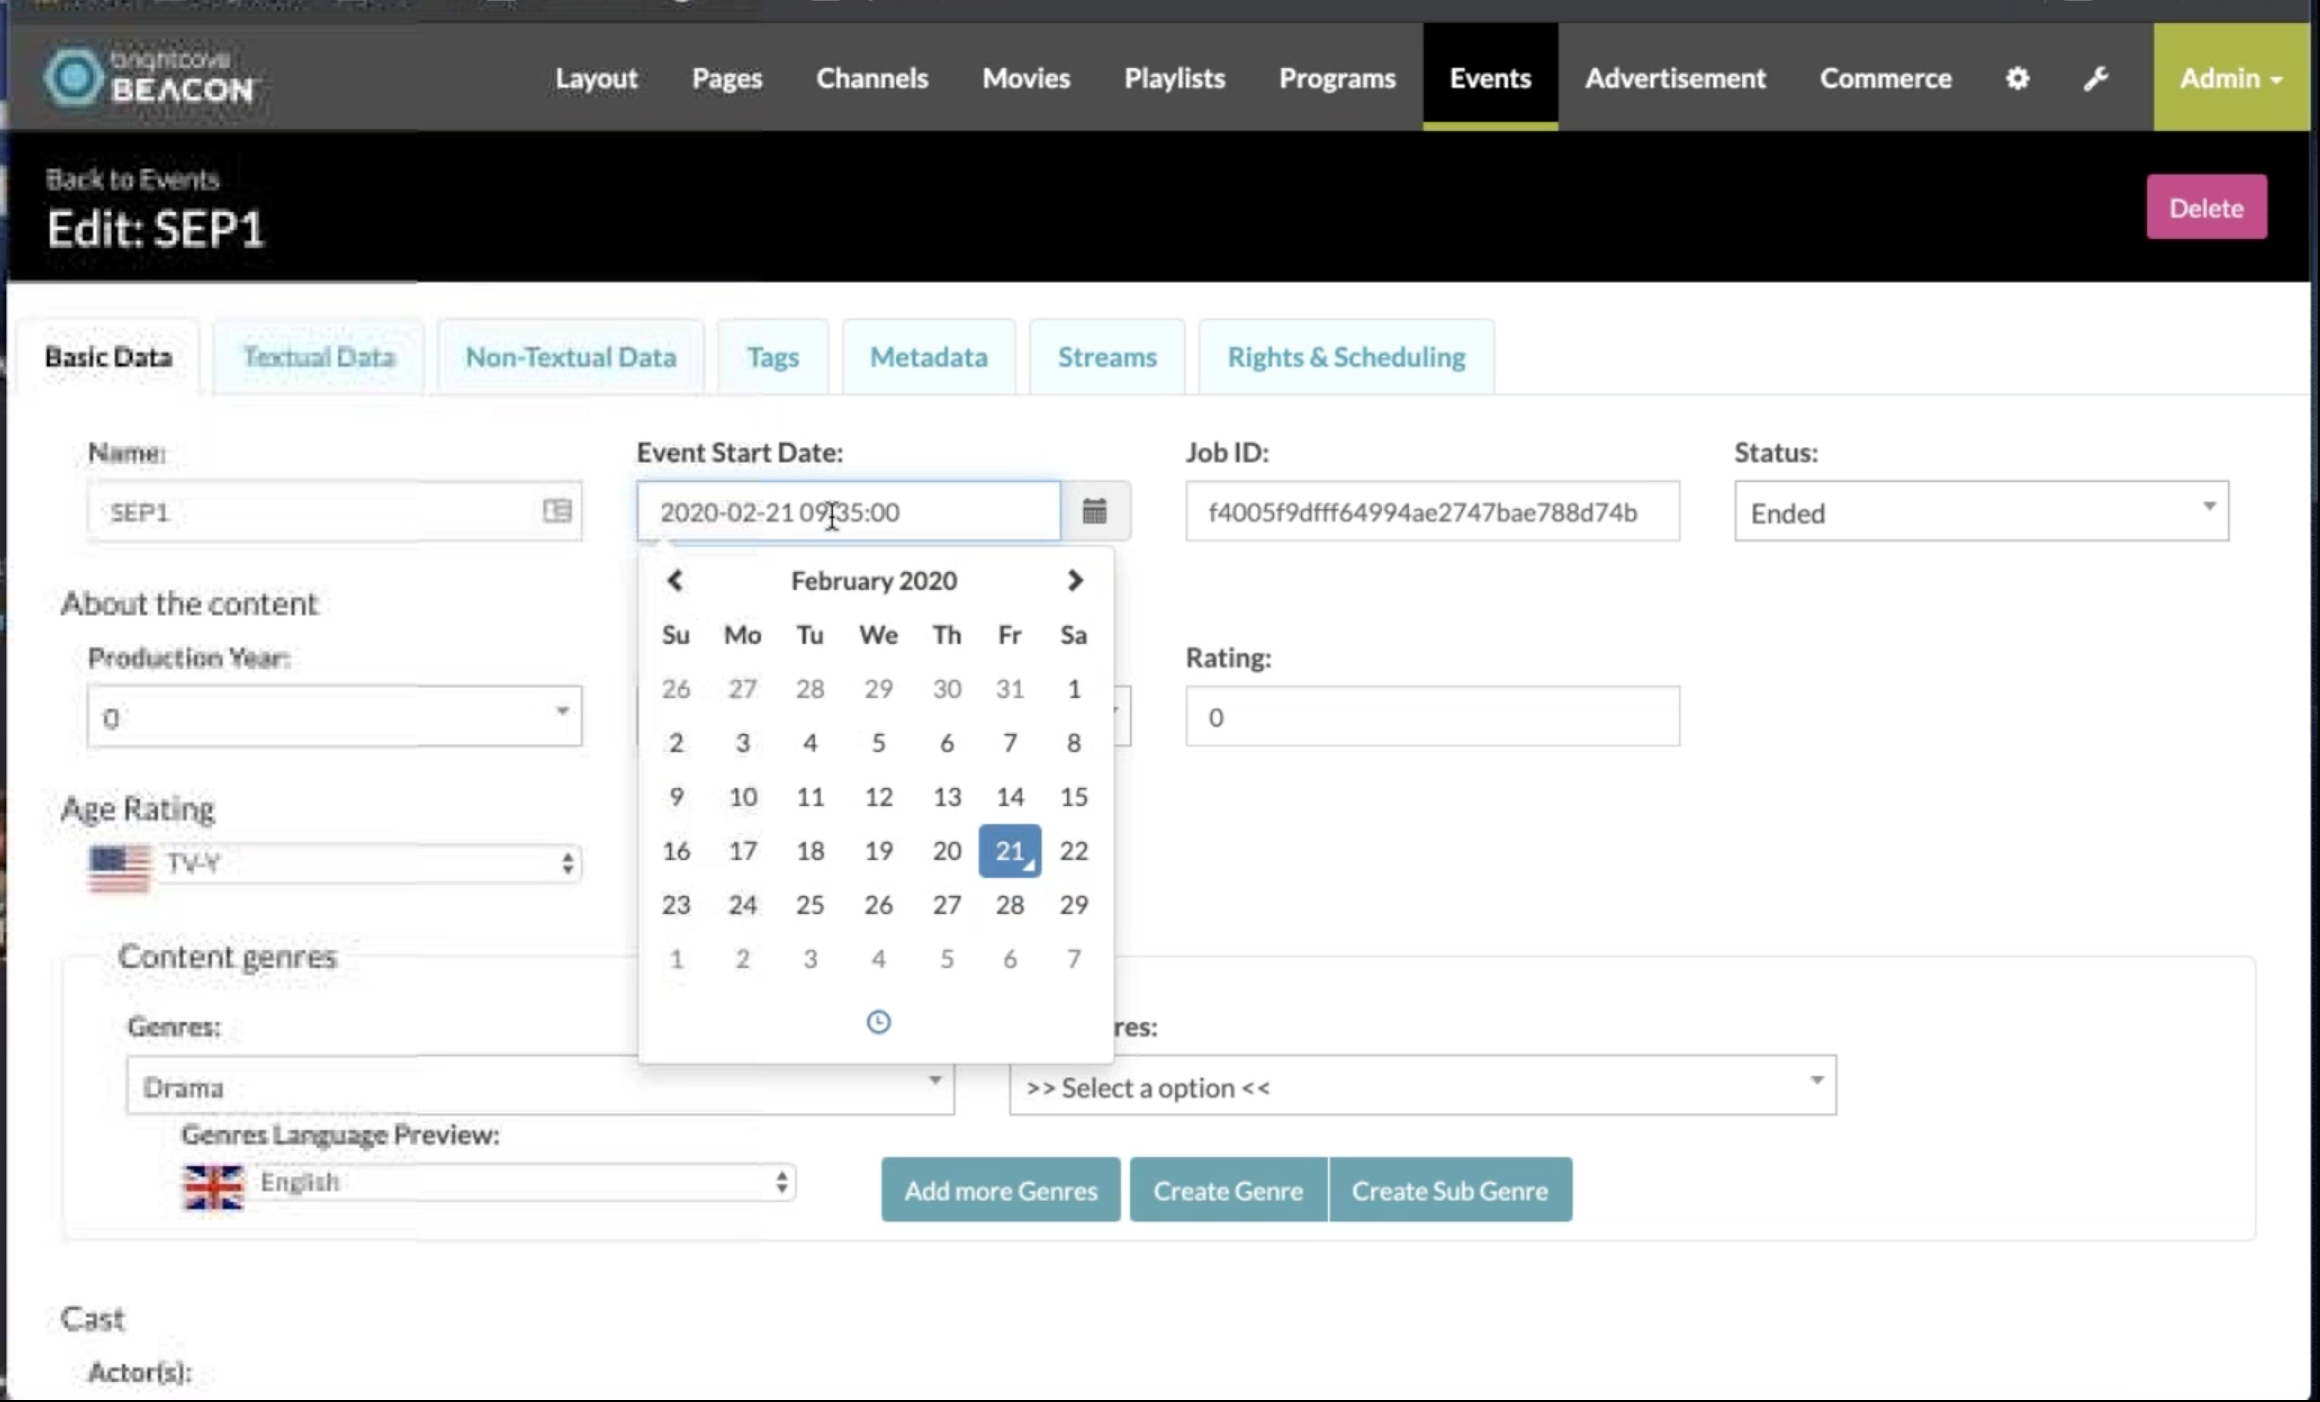 brightcove
BEACON
Layout Pages Channels Movies Playlists Programs Events Advertisement Commerce Admin
Back to Events
Edit: SEP1
Delete
Basic Data Textual Data Non-Textual Data Tags Metadata Streams Rights & Scheduling
Name: Event Start Date: Job ID: Status:
SEP1 2020-02-21 09:35:00 f4005f9dfff64994ae2747bae788d74b Ended
February 2020
About the content
Su Mo Tu We Th Fr Sa
Production Year: Rating:
26 27 28 29 30 31 1
0 0
2 3 4 5 6 7 8
9 10 11 12 13 14 15
Age Rating
16 17 18 19 20 21 22
TV-Y
23 24 25 26 27 28 29
Content genres
1 2 3 4 5 6 7
Genres: res:
Drama >> Select a option <<
Genres Language Preview:
English
Add more Genres Create Genre Create Sub Genre
Cast
Actor(s):